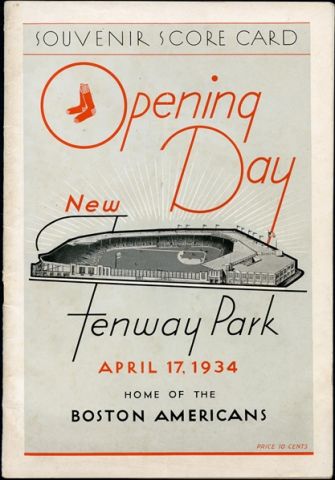 SOUVENIR SCORE CARD
Opening
Day
New
Fenway Park
APRIL 17, 1934
HOME OF THE
BOSTON AMERICANS
PRICE 10 CENTS